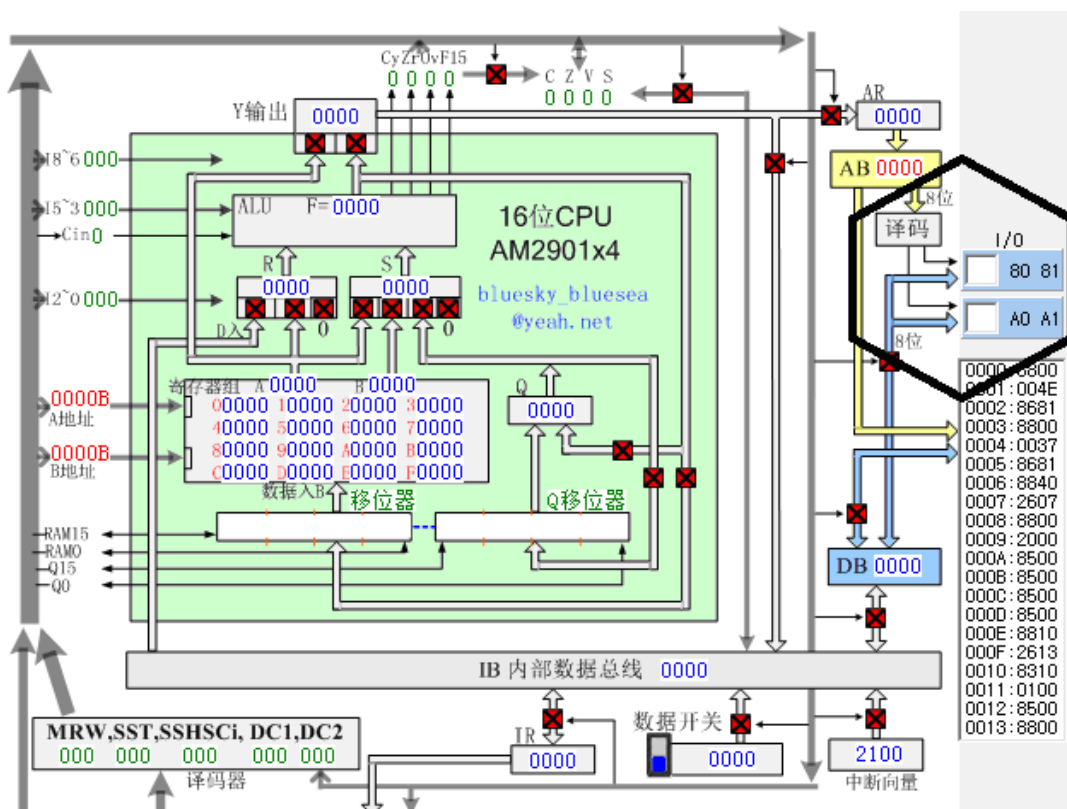 CyZrOvF15
0 0 0 0
C Z V S
0 0 0 0
Y输出
0000
AR
0000
I8~6 000
AB 0000
8位
译码
I5~3 000
ALU F= 0000
Cin 0
16位CPU
AM2901x4
I/O
80 81
R
0000
S
0000
I2~0 000
0
0
bluesky_bluesea
@yeah.net
A0 A1
D入
8位
寄存器组 A 0000 B 0000
Q
0000
0000B
A地址
00000 10000 20000 30000
40000 50000 60000 70000
80000 90000 A0000 B0000
C0000 D0000 E0000 F0000
0000B
B地址
数据入B
移位器
Q移位器
RAM15
RAM0
Q15
Q0
0001:004E
0002:8681
0003:8800
0004:0037
0005:8681
0006:8840
0007:2607
0008:8800
0009:2000
000A:8500
000B:8500
000C:8500
000D:8500
000E:8810
000F:2613
0010:8310
0011:0100
0012:8500
0013:8800
DB 0000
IB 内部数据总线 0000
MRW,SST,SSHSCi, DC1,DC2
000 000 000 000 000
译码器
IR
0000
数据开关
0000
2100
中断向量